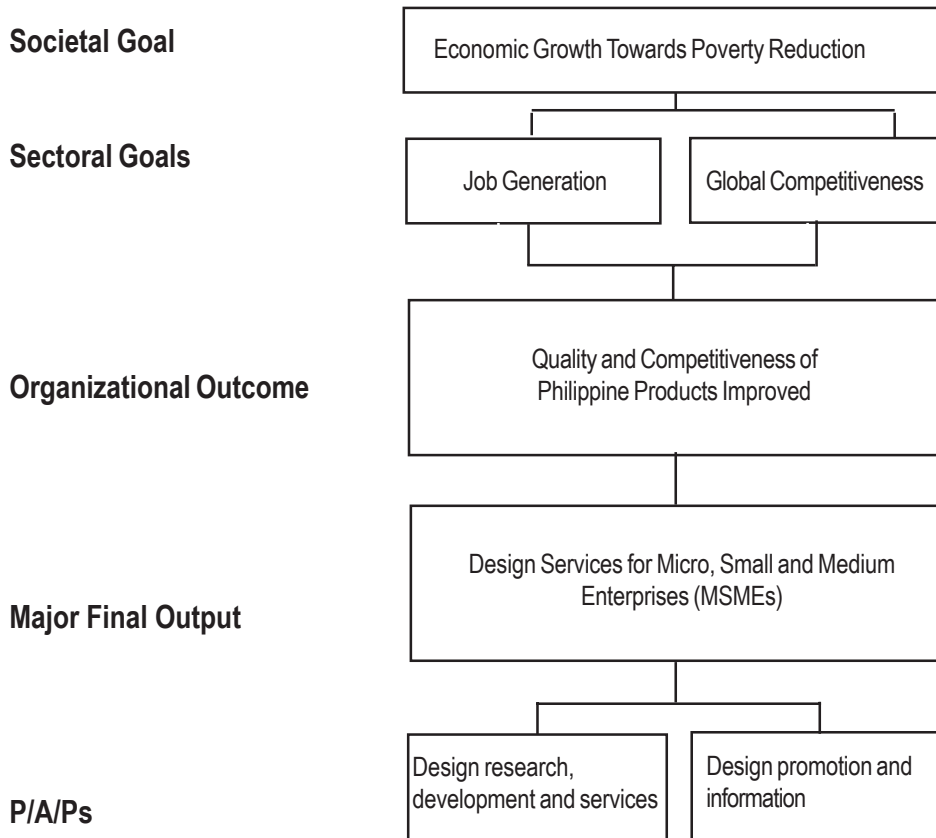 Societal Goal
Economic Growth Towards Poverty Reduction
Sectoral Goals
Job Generation
Global Competitiveness
Organizational Outcome
Quality and Competitiveness of
Philippine Products Improved
Major Final Output
Design Services for Micro, Small and Medium
Enterprises (MSMEs)
P/A/Ps
Design research,
development and services
Design promotion and
information